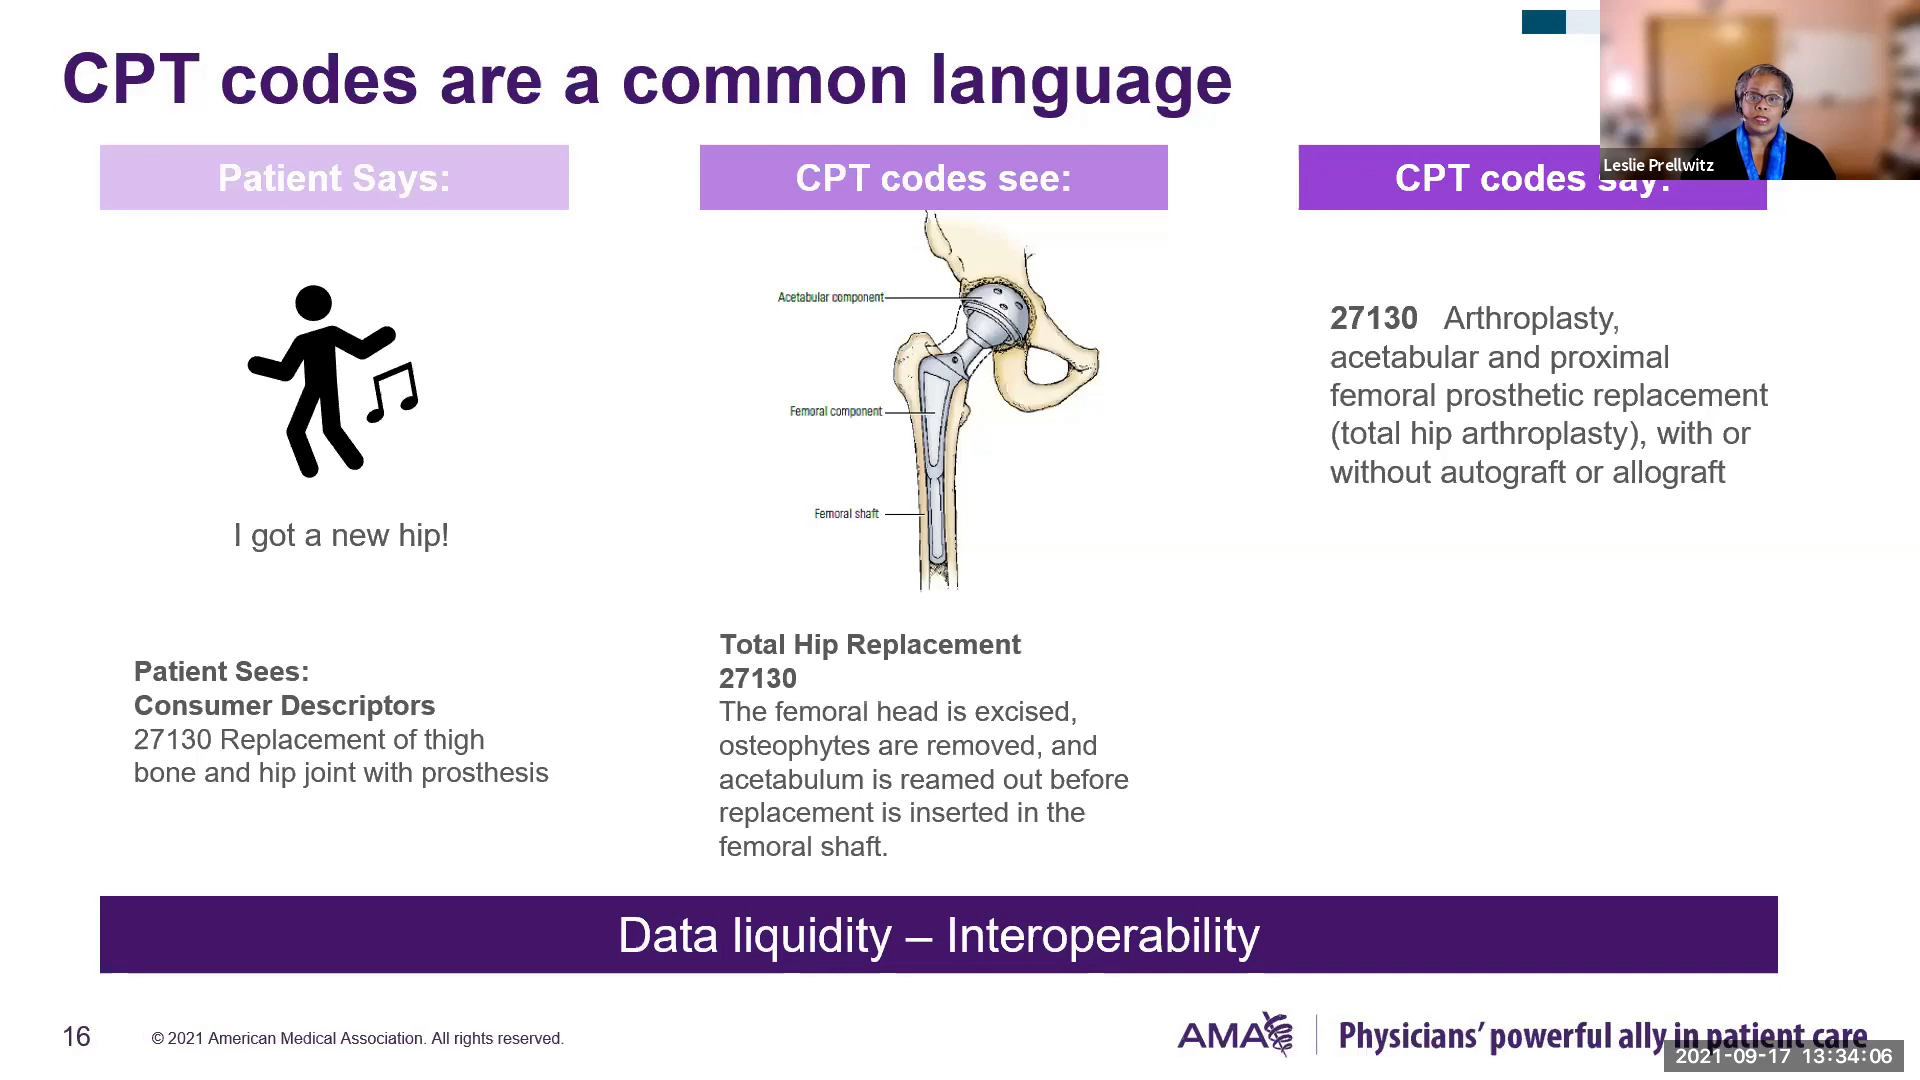 CPT codes are a common language
Leslie Prellwitz
Patient Says:
I got a new hip!
Patient Sees:
Consumer Descriptors
27130 Replacement of thigh
bone and hip joint with prosthesis
CPT codes see:
Acetabular component
Femoral component
Femoral shaft
Total Hip Replacement
27130
The femoral head is excised,
osteophytes are removed, and
acetabulum is reamed out before
replacement is inserted in the
femoral shaft.
CPT codes say:
27130 Arthroplasty,
acetabular and proximal
femoral prosthetic replacement
(total hip arthroplasty), with or
without autograft or allograft
Data liquidity – Interoperability
16
© 2021 American Medical Association. All rights reserved.
AMA
Physicians' powerful ally in patient care
2021-09-17 13:34:06